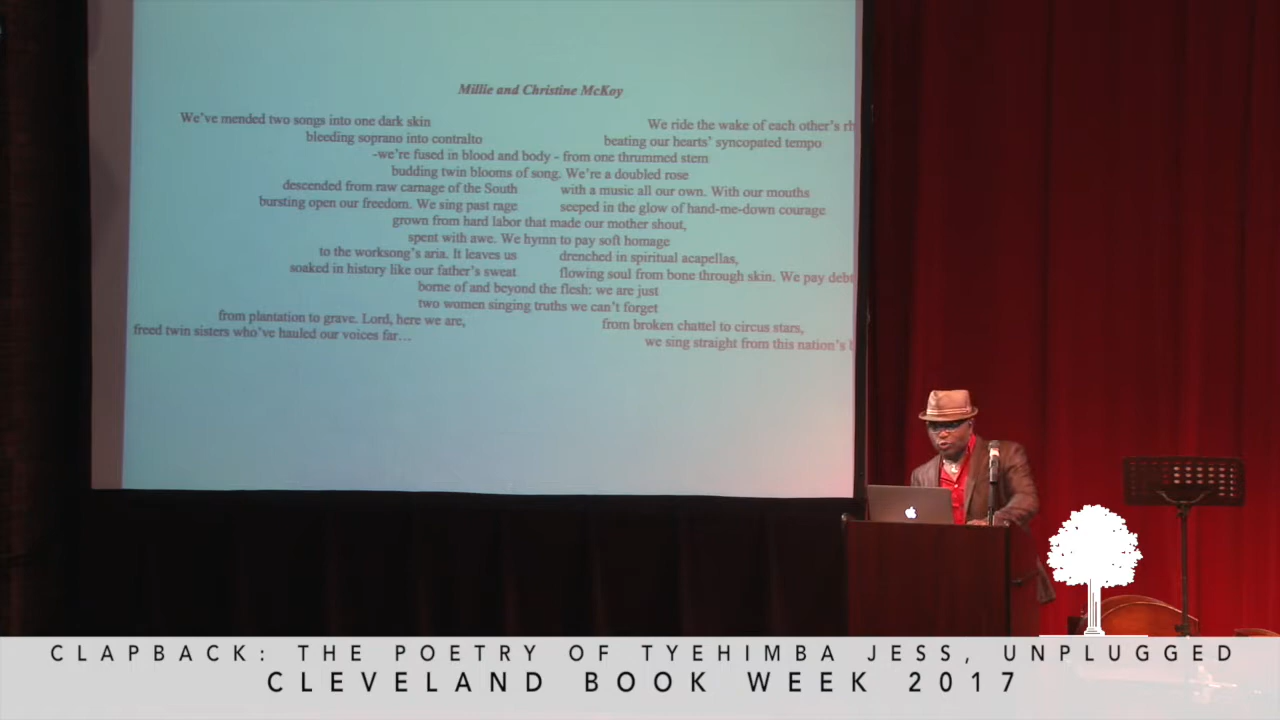 Millie and Christine McKoy
We've mended two songs into one dark skin
We ride the wake of each other's
bleeding soprano into contralto
beating our hearts' syncopated tempo
-we're fused in blood and body - from one thrummed stem
budding twin blooms of song. We're a doubled rose
descended from raw carnage of the South
with a music all our own. With our mouths
bursting open our freedom. We sing past rage
seeped in the glow of hand-me-down courage
grown from hard labor that made our mother shout,
spent with awe. We hymn to pay soft homage
to the worksong's aria. It leaves us
drenched in spiritual acapellas,
soaked in history like our father's sweat
flowing soul from bone through skin. We pay debt
borne of and beyond the flesh: we are just
two women singing truths we can't forget
from plantation to grave. Lord, here we are,
from broken chattel to circus stars,
freed twin sisters who've hauled our voices far...
we sing straight from this nation's
CLAPBACK: THE POETRY OF TYEHIMBA JESS, UNPLUGGED
CLEVELAND BOOK WEEK 2017